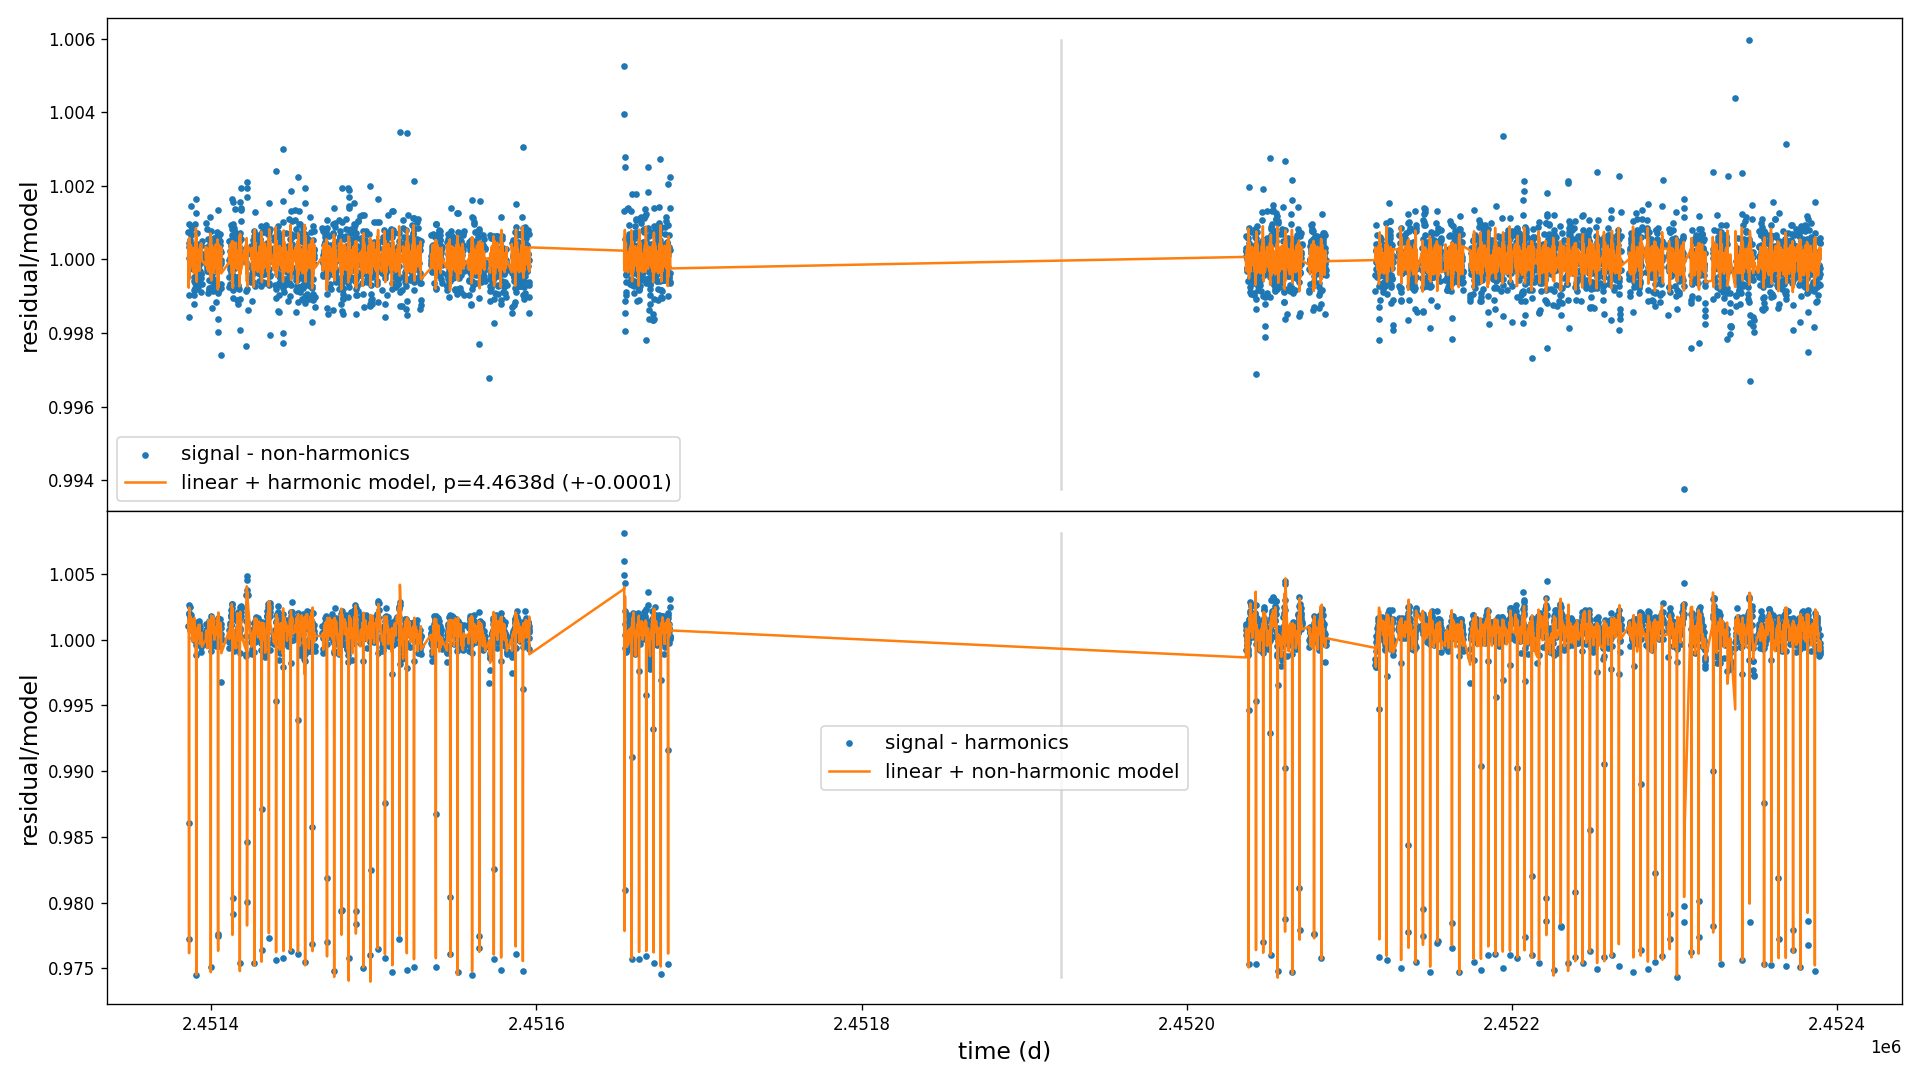 1.006
1.004
1.002
1.000
0.998
0.996
0.994
residual/model
signal - non-harmonics
linear + harmonic model, p=4.4638d (+-0.0001)
1.005
1.000
0.995
0.990
0.985
0.980
0.975
residual/model
signal - harmonics
linear + non-harmonic model
2.4514 2.4516 2.4518 2.4520 2.4522 2.4524
1e6
time (d)